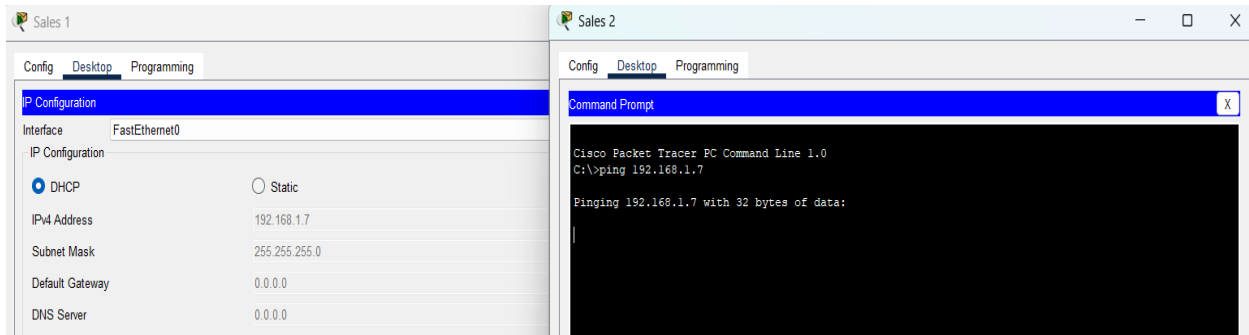 Sales 1
Config Desktop Programming
IP Configuration
Interface FastEthernet0
IP Configuration
DHCP Static
IPv4 Address 192.168.1.7
Subnet Mask 255.255.255.0
Default Gateway 0.0.0.0
DNS Server 0.0.0.0
Sales 2
Config Desktop Programming
Command Prompt X
Cisco Packet Tracer PC Command Line 1.0
C:\>ping 192.168.1.7
Pinging 192.168.1.7 with 32 bytes of data: